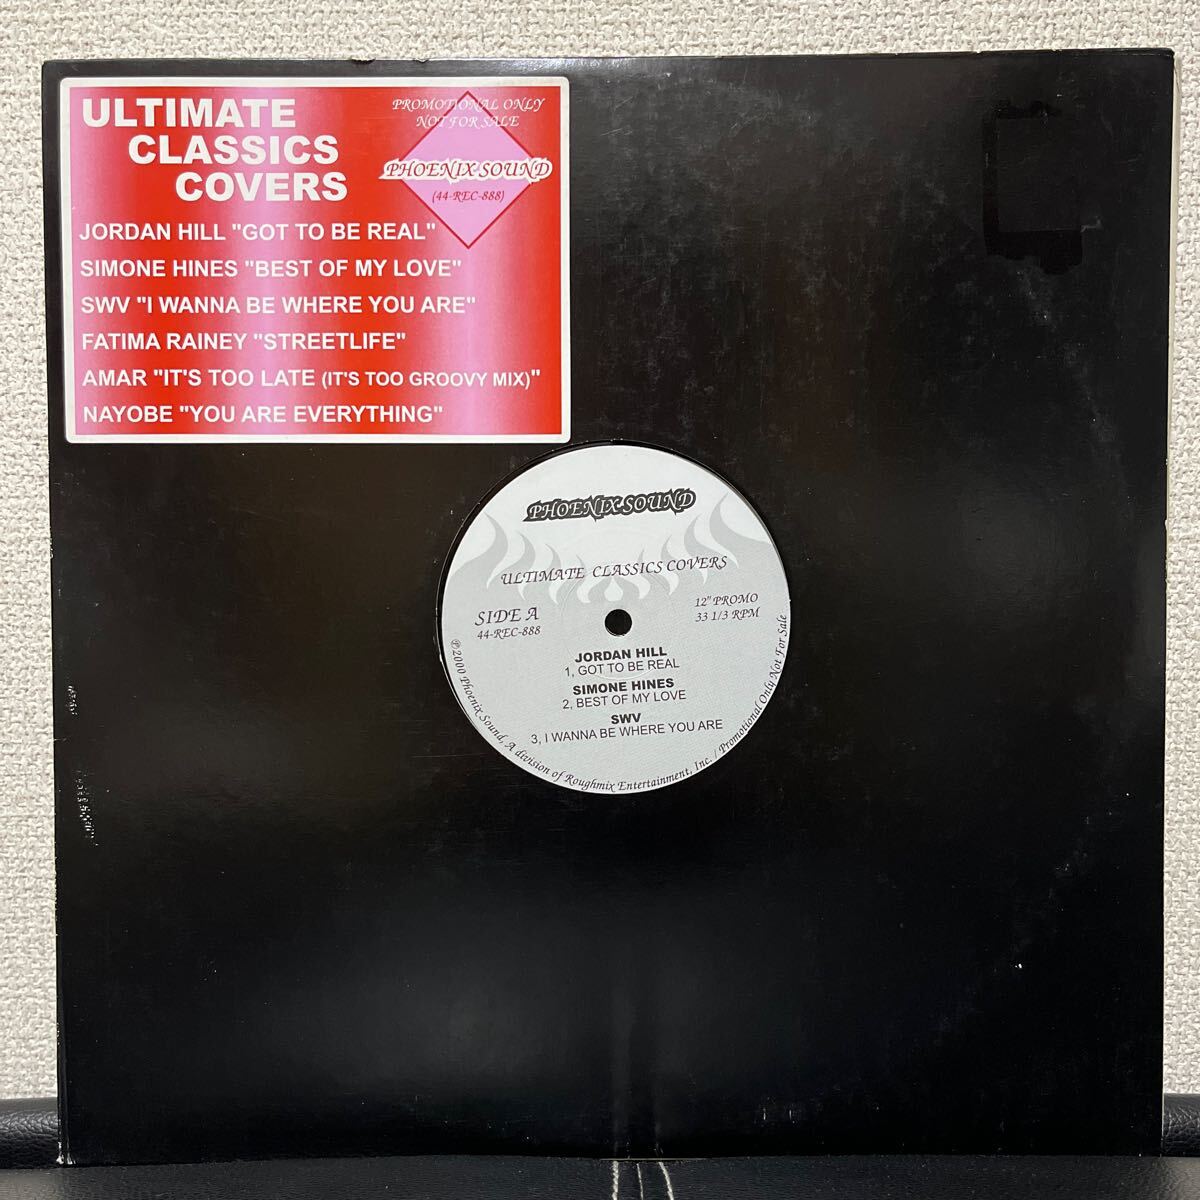 ULTIMATE
CLASSICS
COVERS
PROMOTIONAL ONLY
NOT FOR SALE
PHOENIX SOUND
(44-REC-888)
JORDAN HILL "GOT TO BE REAL"
SIMONE HINES "BEST OF MY LOVE"
SWV "I WANNA BE WHERE YOU ARE"
FATIMA RAINEY "STREETLIFE"
AMAR "IT'S TOO LATE (IT'S TOO GROOVY MIX)"
NAYOBE "YOU ARE EVERYTHING"
PHOENIX SOUND
ULTIMATE CLASSICS COVERS
SIDE A
44-REC-888
12" PROMO
33 1/3 RPM
JORDAN HILL
1, GOT TO BE REAL
SIMONE HINES
2, BEST OF MY LOVE
SWV
3, I WANNA BE WHERE YOU ARE
℗2000 Phoenix Sound, A division of Roughmix Entertainment, Inc. / Promotional Only Not For Sale